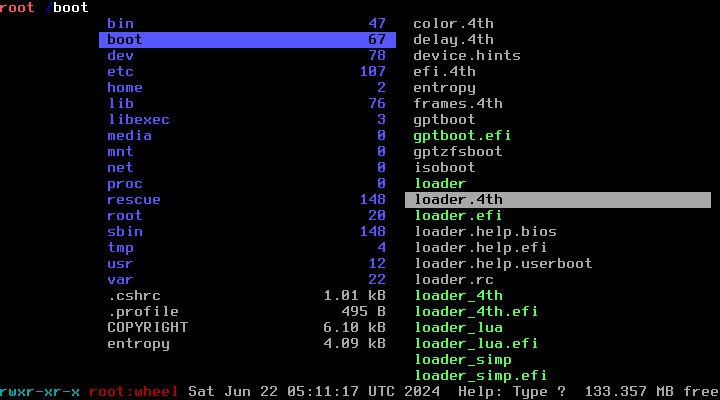 root /boot
bin 47 color.4th
boot 67 delay.4th
dev 78 device.hints
etc 107 efi.4th
home 2 entropy
lib 76 frames.4th
libexec 3 gptboot
media 0 gptboot.efi
mnt 0 gptzfsboot
net 0 isoboot
proc 0 loader
rescue 148 loader.4th
root 20 loader.efi
sbin 148 loader.help.bios
tmp 4 loader.help.efi
usr 12 loader.help.userboot
var 22 loader.rc
.cshrc 1.01 kB loader_4th
.profile 495 B loader_4th.efi
COPYRIGHT 6.10 kB loader_lua
entropy 4.09 kB loader_lua.efi
loader_simp
loader_simp.efi
rwxr-xr-x root:wheel Sat Jun 22 05:11:17 UTC 2024 Help: Type ? 133.357 MB free